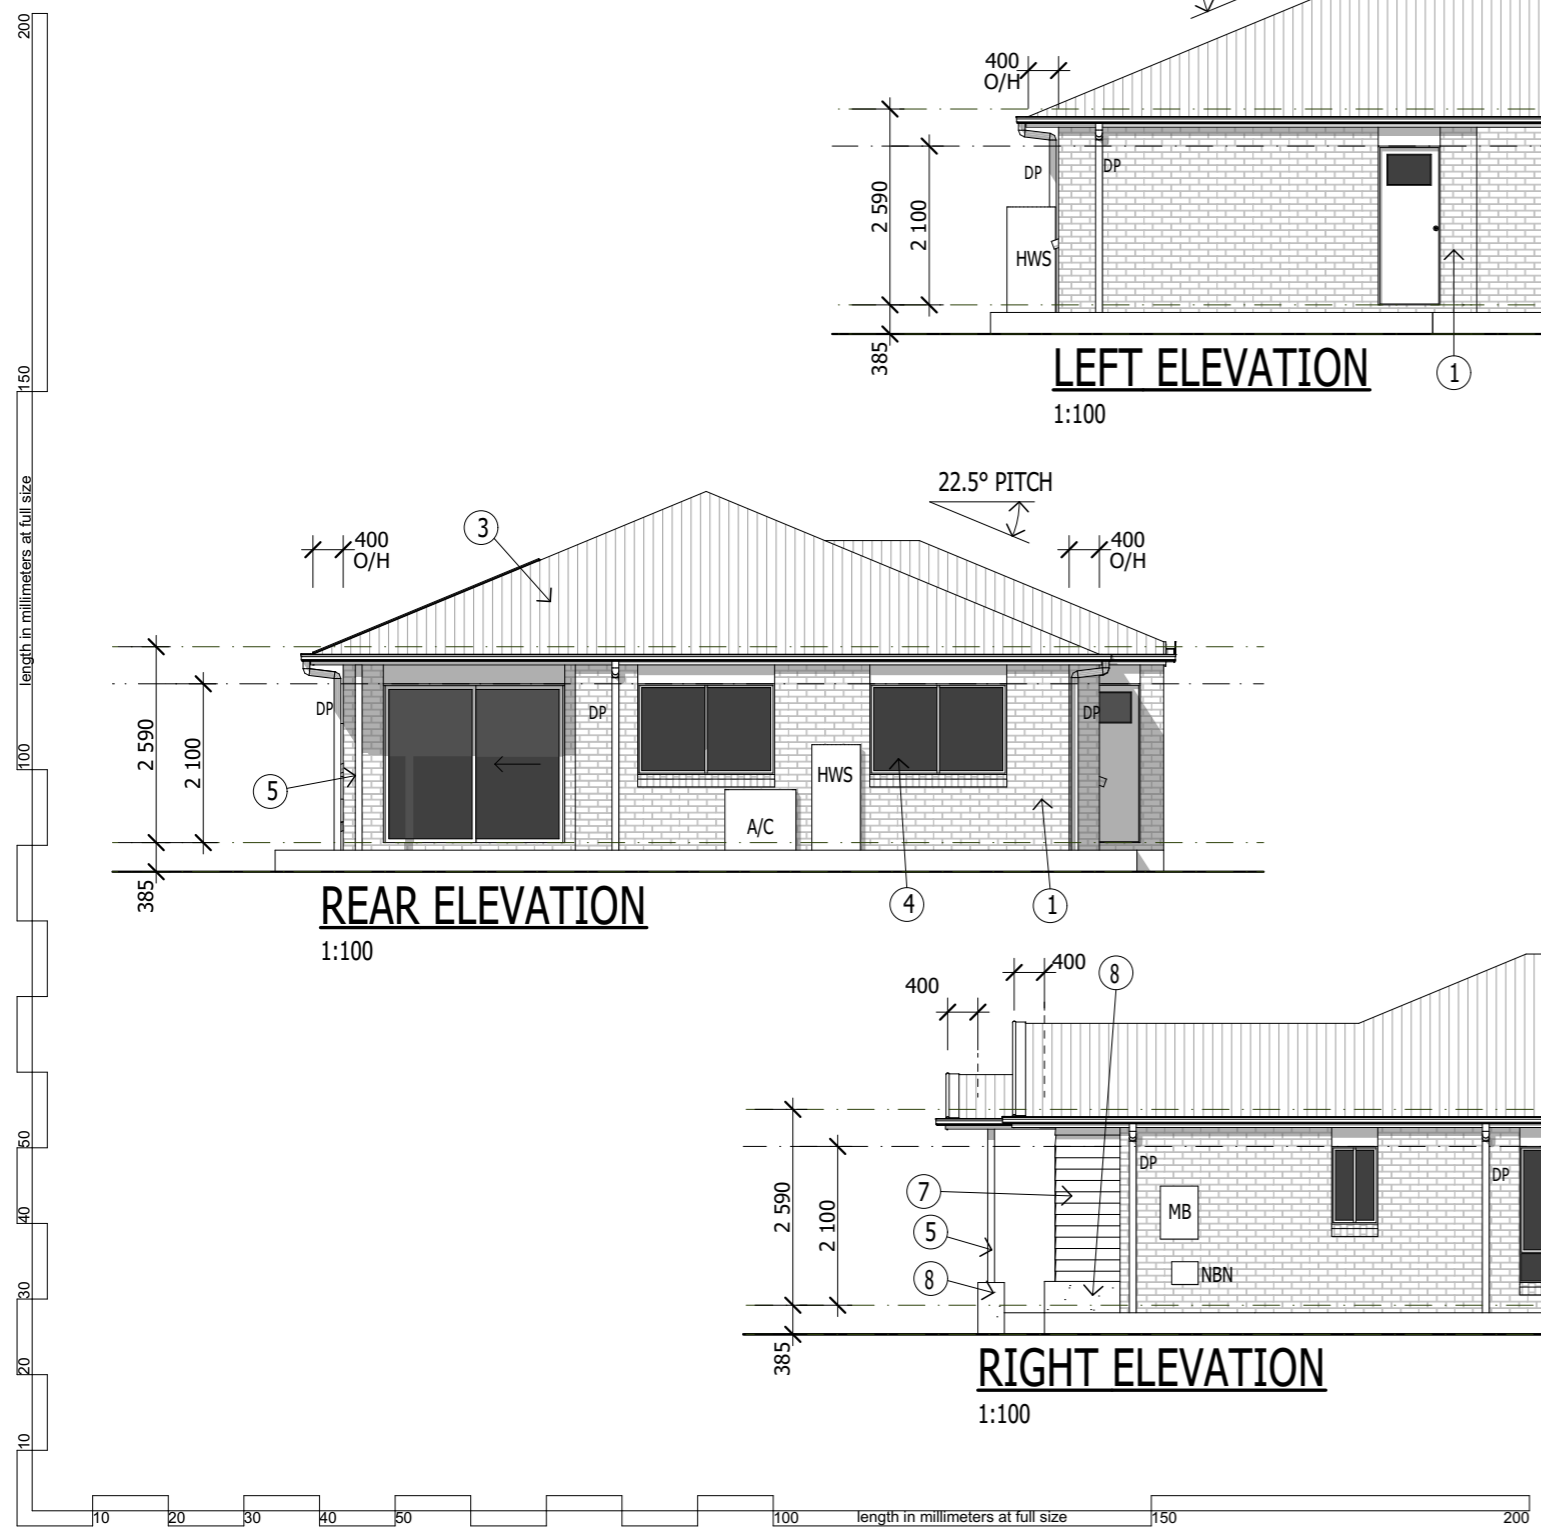 200
400
O/H
DP
DP
2 590
2 100
HWS
385
LEFT ELEVATION
1:100
1
150
length in millimeters at full size
22.5° PITCH
3
400
O/H
400
O/H
DP
DP
DP
2 590
2 100
5
HWS
A/C
385
REAR ELEVATION
1:100
4
1
100
400
400
8
DP
DP
7
2 590
2 100
MB
5
8
NBN
385
RIGHT ELEVATION
1:100
50
40
30
20
10
10
20
30
40
50
100
length in millimeters at full size
150
200